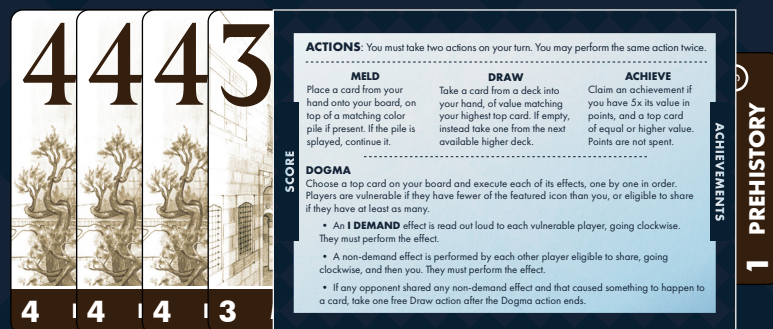 4 4 4 3
ACTIONS: You must take two actions on your turn. You may perform the same action twice.
MELD
Place a card from your
hand onto your board, on
top of a matching color
pile if present. If the pile is
splayed, continue it.
DRAW
Take a card from a deck into
your hand, of value matching
your highest top card. If empty,
instead take one from the next
available higher deck.
ACHIEVE
Claim an achievement if
you have 5x its value in
points, and a top card
of equal or higher value.
Points are not spent.
SCORE
ACHIEVEMENTS
DOGMA
Choose a top card on your board and execute each of its effects, one by one in order.
Players are vulnerable if they have fewer of the featured icon than you, or eligible to share
if they have at least as many.
• An I DEMAND effect is read out loud to each vulnerable player, going clockwise.
They must perform the effect.
• A non-demand effect is performed by each other player eligible to share, going
clockwise, and then you. They must perform the effect.
• If any opponent shared any non-demand effect and that caused something to happen to
a card, take one free Draw action after the Dogma action ends.
4 4 4 3
1 PREHISTORY